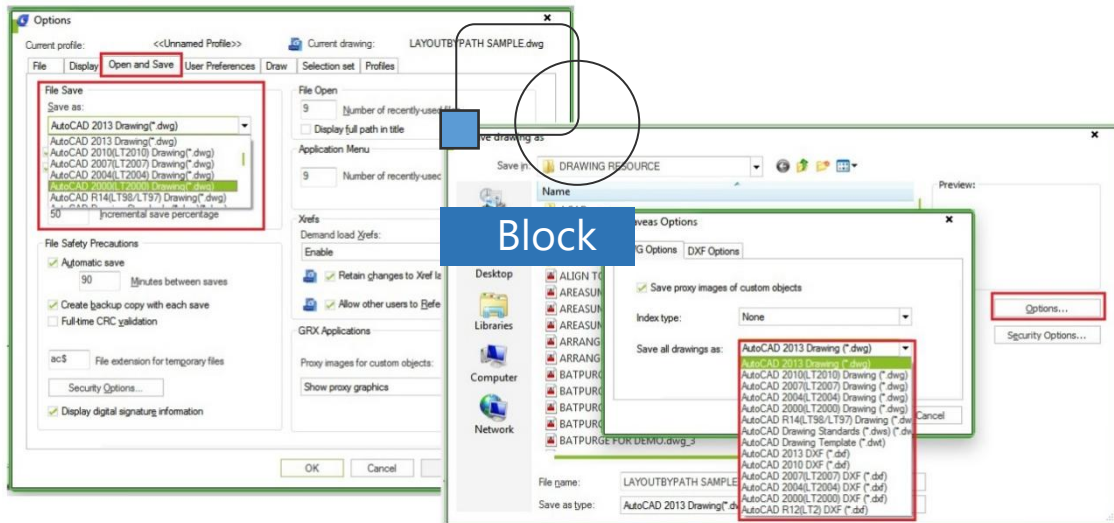 Options
Current profile: <<Unnamed Profile>> Current drawing: LAYOUTBYPATH SAMPLE.dwg
File Display Open and Save User Preferences Draw Selection set Profiles
File Save
Save as:
AutoCAD 2013 Drawing(*.dwg)
AutoCAD 2013 Drawing(*.dwg)
AutoCAD 2010(LT2010) Drawing(*.dwg)
AutoCAD 2007(LT2007) Drawing(*.dwg)
AutoCAD 2004(LT2004) Drawing(*.dwg)
AutoCAD 2000(LT2000) Drawing(*.dwg)
AutoCAD R14(LT98/LT97) Drawing(*.dwg)
50 Incremental save percentage
File Safety Precautions
Automatic save
90 Minutes between saves
Create backup copy with each save
Full-time CRC validation
ac$ File extension for temporary files
Security Options...
Display digital signature information
File Open
9 Number of recently-used
Display full path in title
Application Menu
9 Number of recently-usec
Xrefs
Demand load Xrefs:
Enable
Retain changes to Xref la
Allow other users to Refe
GRX Applications
Proxy images for custom objects:
Show proxy graphics
OK Cancel
drawing as
Save in: DRAWING RESOURCE
Name
Preview:
Block
Desktop
Libraries
Computer
Network
ALIGN TO
AREASUN
AREASUN
AREASUN
ARRANG
ARRANG
BATPURG
BATPURG
BATPURG
BATPURGE FOR DEMO.dwg_3
aveas Options
DXF Options
Save proxy images of custom objects
Index type: None
Save all drawings as: AutoCAD 2013 Drawing (*.dwg)
AutoCAD 2013 Drawing (*.dwg)
AutoCAD 2010(LT2010) Drawing (*.dwg)
AutoCAD 2007(LT2007) Drawing (*.dwg)
AutoCAD 2004(LT2004) Drawing (*.dwg)
AutoCAD 2000(LT2000) Drawing (*.dwg)
AutoCAD R14(LT98/LT97) Drawing (*.dw
AutoCAD Drawing Standards (*.dws) (*.dw
AutoCAD Drawing Template (*.dwt)
AutoCAD 2013 DXF (*.dxf)
AutoCAD 2010 DXF (*.dxf)
AutoCAD 2007(LT2007) DXF (*.dxf)
AutoCAD 2004(LT2004) DXF (*.dxf)
AutoCAD 2000(LT2000) DXF (*.dxf)
AutoCAD R12(LT2) DXF (*.dxf)
Cancel
Options...
Security Options...
File name: LAYOUTBYPATH SAMPLE
Save as type: AutoCAD 2013 Drawing(*.dw